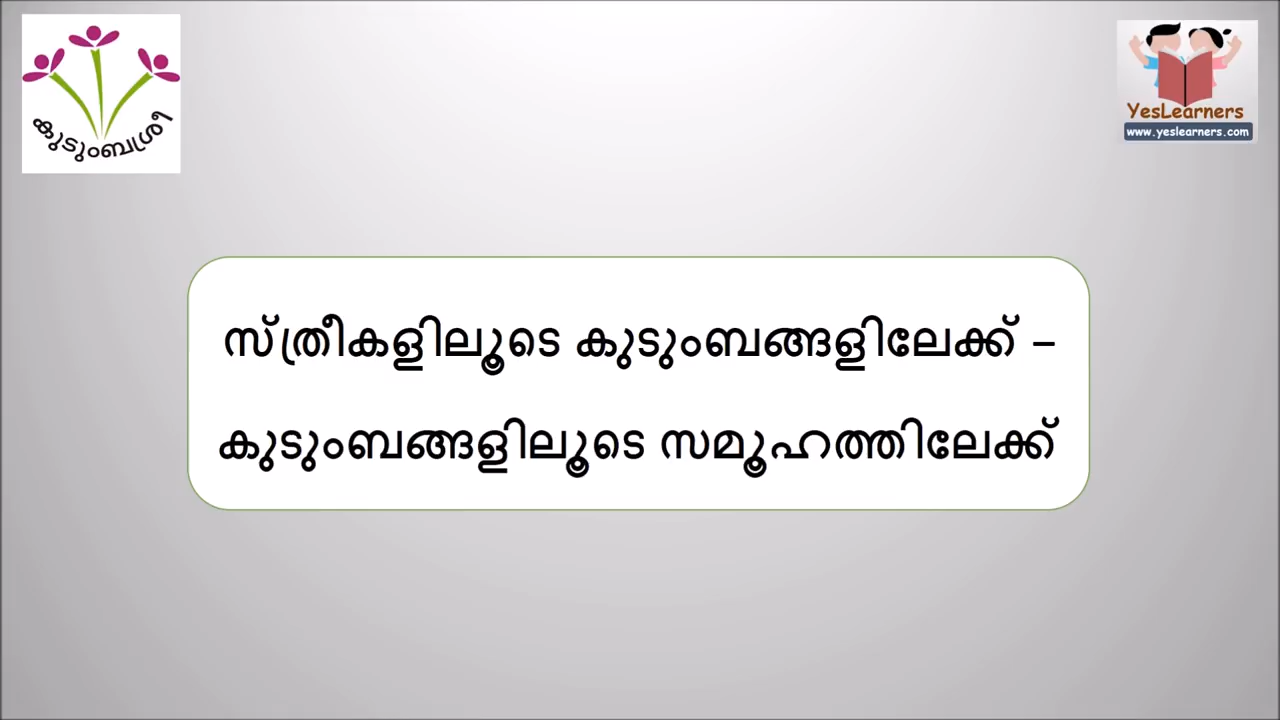 കുടുംബശ്രീ
YesLearners
www.yeslearners.com
സ്ത്രീകളിലൂടെ കുടുംബങ്ങളിലേക്ക് –
കുടുംബങ്ങളിലൂടെ സമൂഹത്തിലേക്ക്